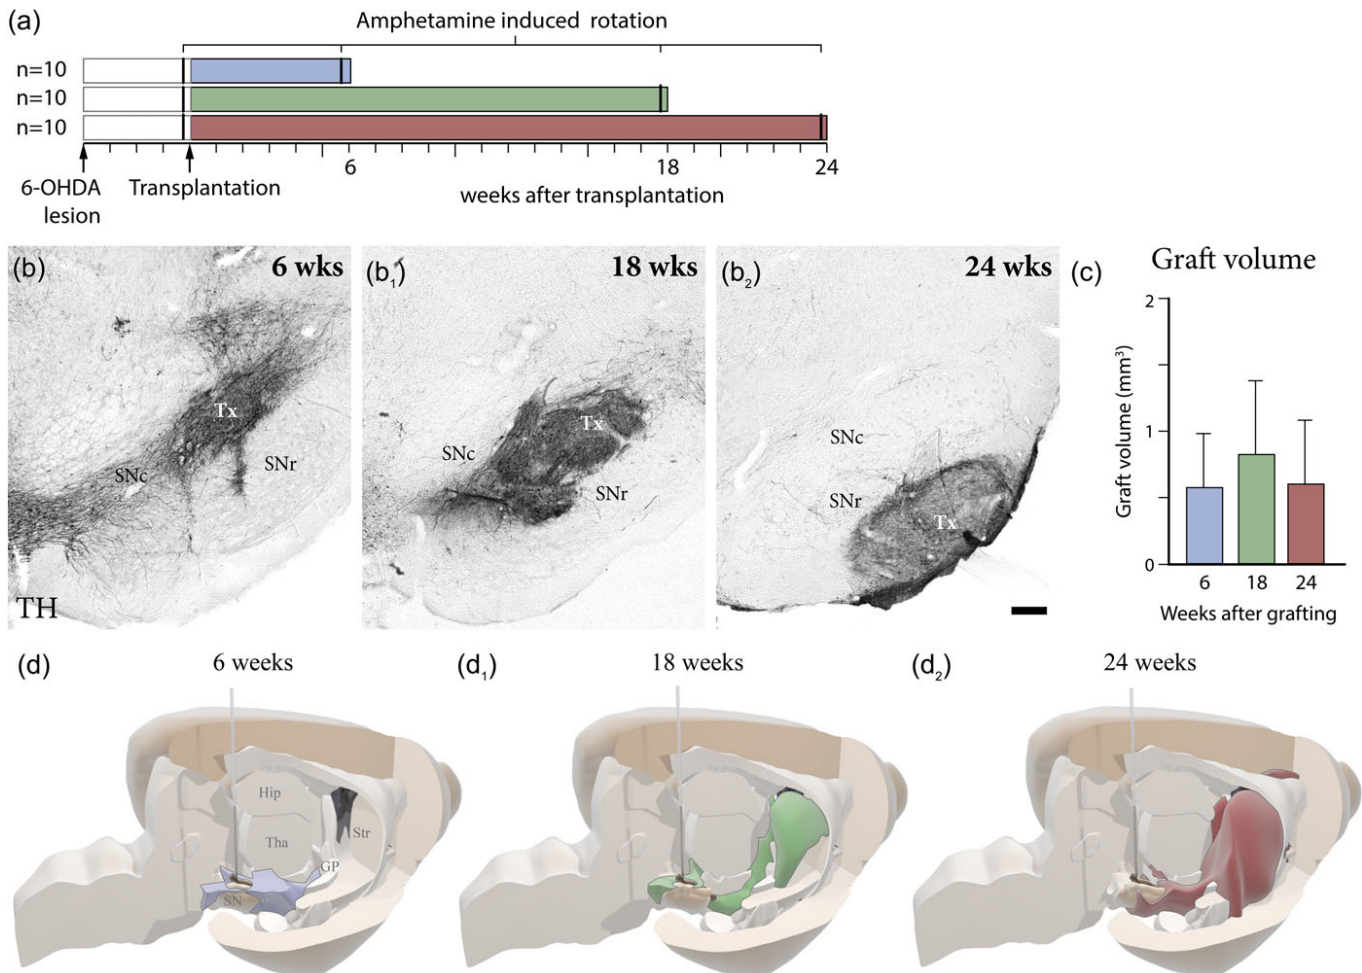 (a)
Amphetamine induced rotation
n=10
n=10
n=10
6 18 24
6-OHDA lesion
Transplantation
weeks after transplantation
(b) 6 wks
Tx
SNc
SNr
TH
(b1) 18 wks
Tx
SNc
SNr
(b2) 24 wks
SNc
SNr
Tx
(c) Graft volume
2
1
0
Graft volume (mm³)
6 18 24
Weeks after grafting
(d) 6 weeks
Hip
Tha
Str
GP
SN
(d1) 18 weeks
(d2) 24 weeks